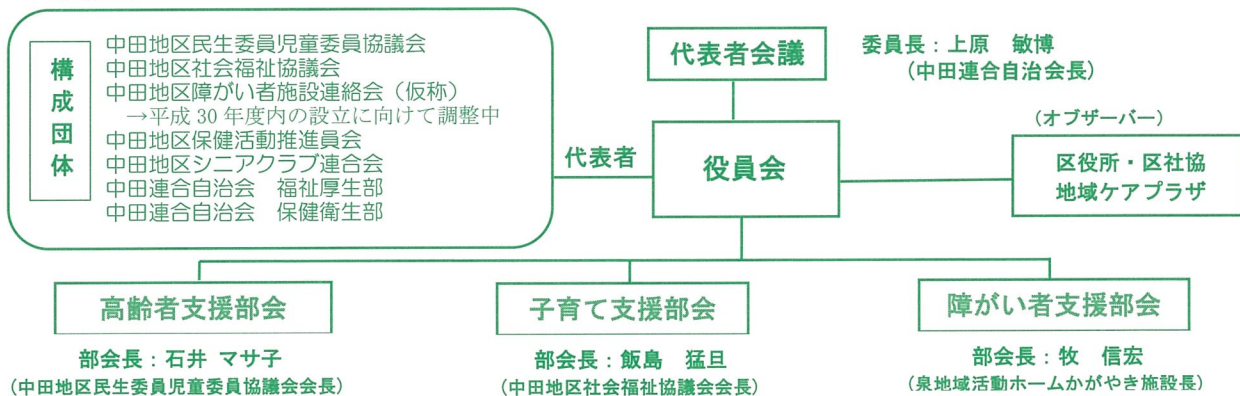 構成団体
中田地区民生委員児童委員協議会
中田地区社会福祉協議会
中田地区障がい者施設連絡会（仮称）
→平成 30 年度内の設立に向けて調整中
中田地区保健活動推進員会
中田地区シニアクラブ連合会
中田連合自治会　福祉厚生部
中田連合自治会　保健衛生部
代表者会議
委員長：上原　敏博
（中田連合自治会長）
代表者
役員会
（オブザーバー）
区役所・区社協
地域ケアプラザ
高齢者支援部会
部会長：石井 マサ子
（中田地区民生委員児童委員協議会会長）
子育て支援部会
部会長：飯島　猛旦
（中田地区社会福祉協議会会長）
障がい者支援部会
部会長：牧　信宏
（泉地域活動ホームかがやき施設長）